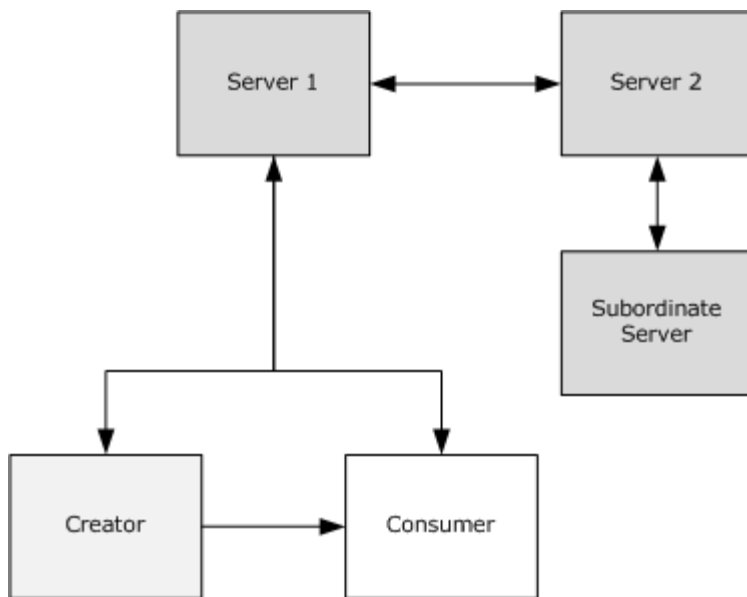 Server 1
Server 2
Subordinate
Server
Creator
Consumer